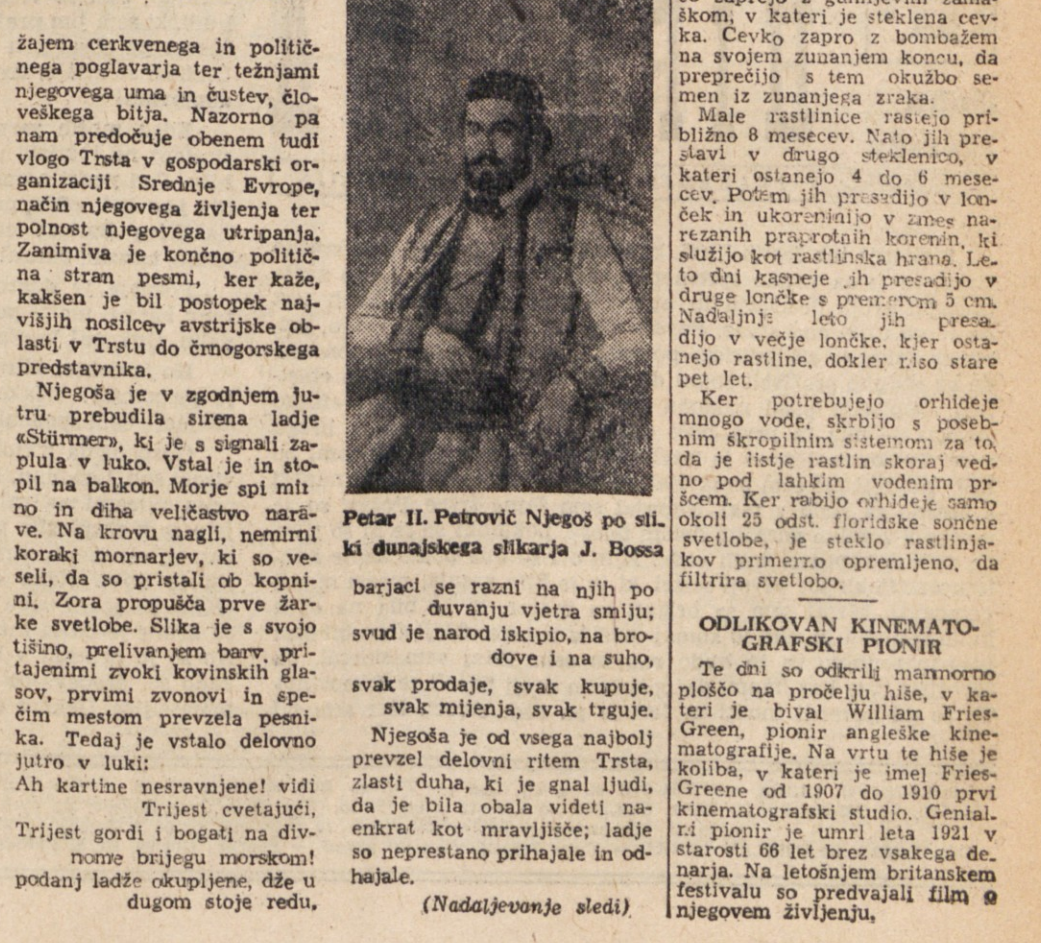 žajem cerkvenega in politič-
nega poglavarja ter težnjami
njegovega uma in čustev, člo-
veškega bitja. Nazorno pa
nam predočuje obenem tudi
vlogo Trsta v gospodarski or-
ganizaciji Srednje Evrope,
način njegovega življenja ter
polnost njegovega utripanja.
Zanimiva je končno politič-
na stran pesmi, ker kaže,
kakšen je bil postopek naj-
višjih nosilcev avstrijske ob-
lasti v Trstu do črnogorskega
predstavnika.
Njegoša je v zgodnjem ju-
tru prebudila sirena ladje
«Stürmer», ki je s signali za-
plula v luko. Vstal je in sto-
pil na balkon. Morje spi mir
no in diha veličastvo nara-
ve. Na krovu nagli, nemirni
koraki mornarjev, ki so ve-
seli, da so pristali ob kopni-
ni. Zora propušča prve žar-
ke svetlobe. Slika je s svojo
tišino, prelivanjem barv, pri-
tajenimi zvoki kovinskih gla-
sov, prvimi zvonovi in spe-
čim mestom prevzela pesni-
ka. Tedaj je vstalo delovno
jutro v luki:
Ah kartine nesravnjene! vidi
Trijest cvetajući,
Trijest gordi i bogati na div-
nome brijegu morskom!
podanj ladže okupljene, dže u
dugom stoje redu,
Petar II. Petrovič Njegoš po sli-
ki dunajskega slikarja J. Bossa
barjaci se razni na njih po
duvanju vjetra smiju;
svud je narod iskipio, na bro-
dove i na suho,
svak prodaje, svak kupuje,
svak mijenja, svak trguje.
Njegoša je od vsega najbolj
prevzel delovni ritem Trsta,
zlasti duha, ki je gnal ljudi,
da je bila obala videti na-
enkrat kot mravljišče; ladje
so neprestano prihajale in od-
hajale.
(Nadaljevanje sledi)
škom, v kateri je steklena cev-
ka. Cevko zapro z bombažem
na svojem zunanjem koncu, da
preprečijo s tem okužbo se-
men iz zunanjega zraka.
Male rastlinice rastejo pri-
bližno 8 mesecev. Nato jih pre-
stavi v drugo steklenico, v
kateri ostanejo 4 do 6 mese-
cev. Potem jih presadijo v lon-
ček in ukoreninijo v zmes na-
rezanih praprotnih korenin, ki
služijo kot rastlinska hrana. Le-
to dni kasneje jih presadijo v
druge lončke s premerom 5 cm.
Nadaljnje leto jih presa-
dijo v večje lončke, kjer osta-
nejo rastline, dokler niso stare
pet let.
Ker potrebujejo orhideje
mnogo vode, skrbijo s poseb-
nim škropilnim sistemom za to,
da je listje rastlin skoraj ved-
no pod lahkim vodenim pr-
šcem. Ker rabijo orhideje samo
okoli 25 odst. floridske sončne
svetlobe, je steklo rastlinja-
kov primerno opremljeno, da
filtrira svetlobo.
ODLIKOVAN KINEMATO-
GRAFSKI PIONIR
Te dni so odkrili marmorno
ploščo na pročelju hiše, v ka-
teri je bival William Fries-
Green, pionir angleške kine-
matografije. Na vrtu te hiše je
koliba, v kateri je imel Fries-
Greene od 1907 do 1910 prvi
kinematografski studio. Genial-
ni pionir je umrl leta 1921 v
starosti 66 let brez vsakega de-
narja. Na letošnjem britanskem
festivalu so predvajali film o
njegovem življenju.